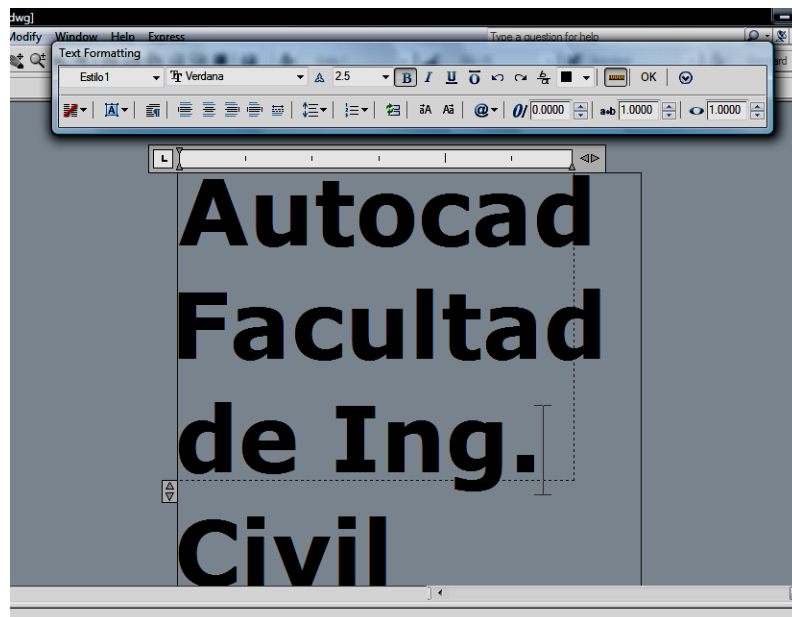 dwg]
Modify Window Help Express Type a question for help
Text Formatting
Estilo1 Verdana 2.5 B I U O OK
@ 0/ 0.0000 a+b 1.0000 1.0000
Autocad
Facultad
de Ing.
Civil